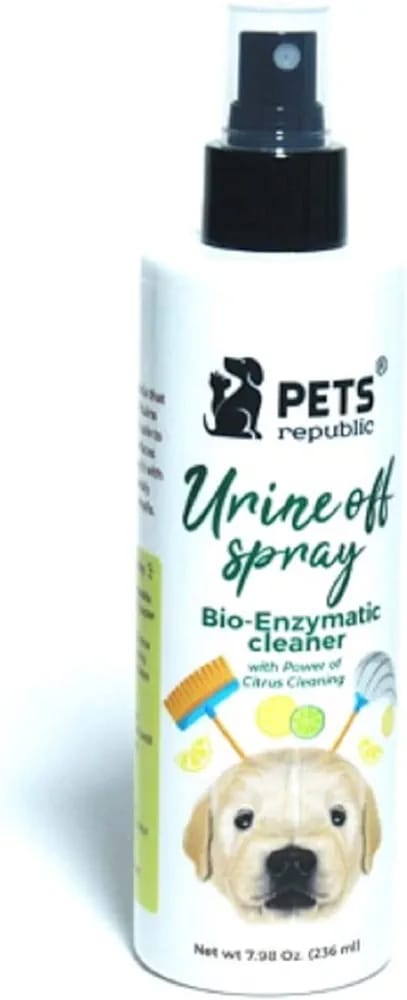 PETS®
republic
Urine off
spray
Bio-Enzymatic
cleaner
with Power of
Citrus Cleaning
Net wt 7.98 Oz. (236 ml)